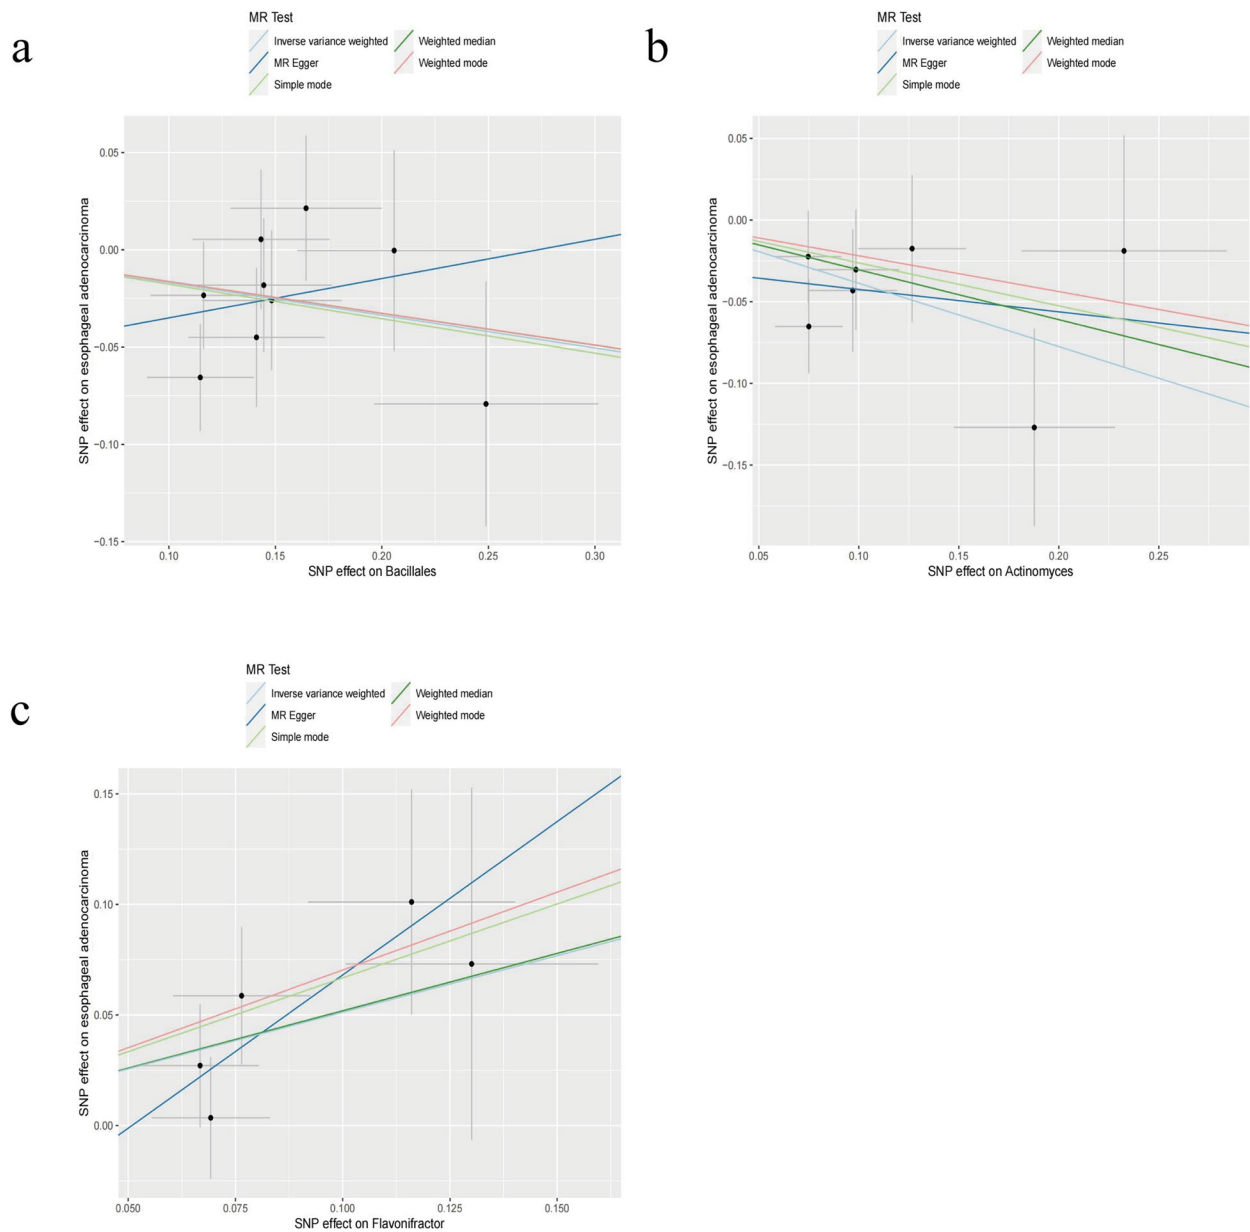 a
MR Test
Inverse variance weighted
Weighted median
MR Egger
Weighted mode
Simple mode
0.05
0.00
−0.05
−0.10
−0.15
SNP effect on esophageal adenocarcinoma
0.10
0.15
0.20
0.25
0.30
SNP effect on Bacillales
b
MR Test
Inverse variance weighted
Weighted median
MR Egger
Weighted mode
Simple mode
0.05
0.00
−0.05
−0.10
−0.15
SNP effect on esophageal adenocarcinoma
0.05
0.10
0.15
0.20
0.25
SNP effect on Actinomyces
c
MR Test
Inverse variance weighted
Weighted median
MR Egger
Weighted mode
Simple mode
0.15
0.10
0.05
0.00
SNP effect on esophageal adenocarcinoma
0.050
0.075
0.100
0.125
0.150
SNP effect on Flavonifractor